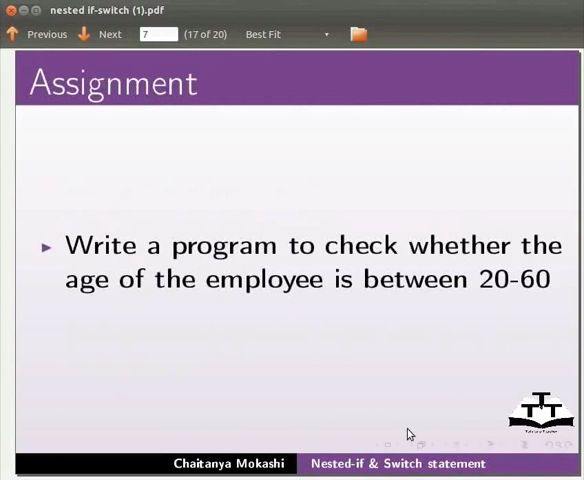 nested if-switch (1).pdf
Previous Next 7 (17 of 20) Best Fit
Assignment
Write a program to check whether the
age of the employee is between 20-60
TTT
Chaitanya Mokashi Nested-if & Switch statement